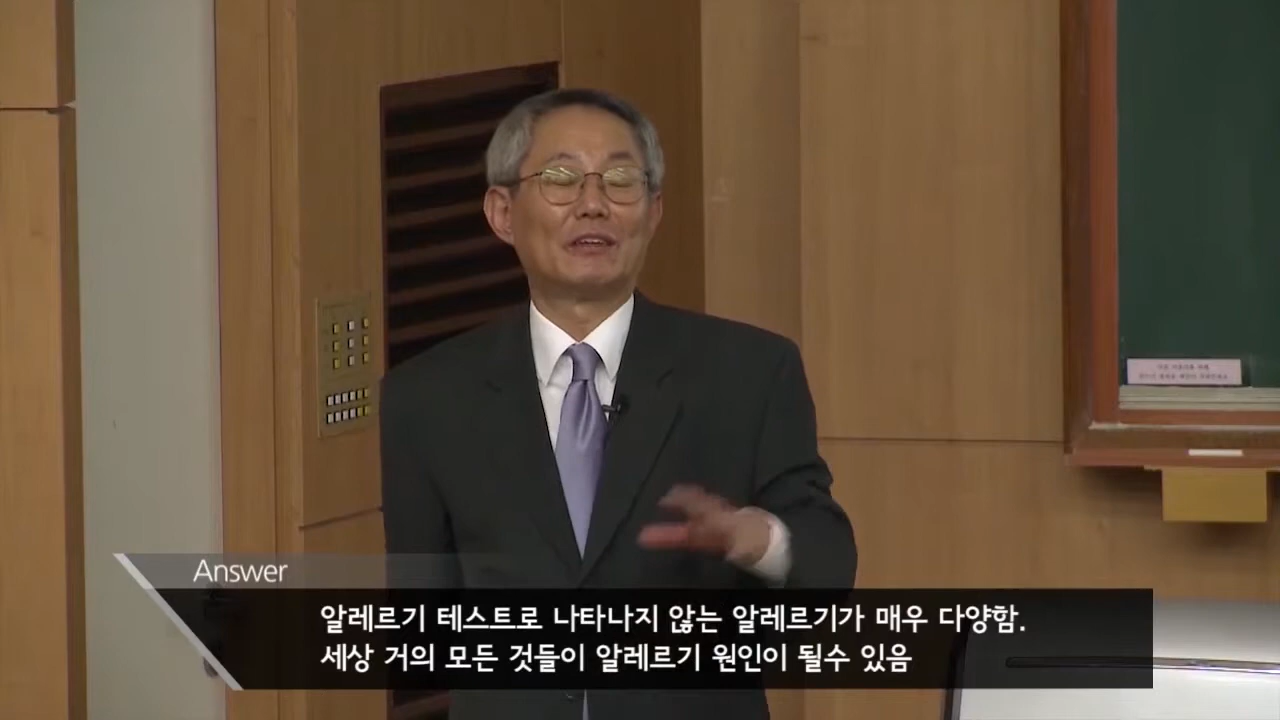 Answer
알레르기 테스트로 나타나지 않는 알레르기가 매우 다양함.
세상 거의 모든 것들이 알레르기 원인이 될수 있음